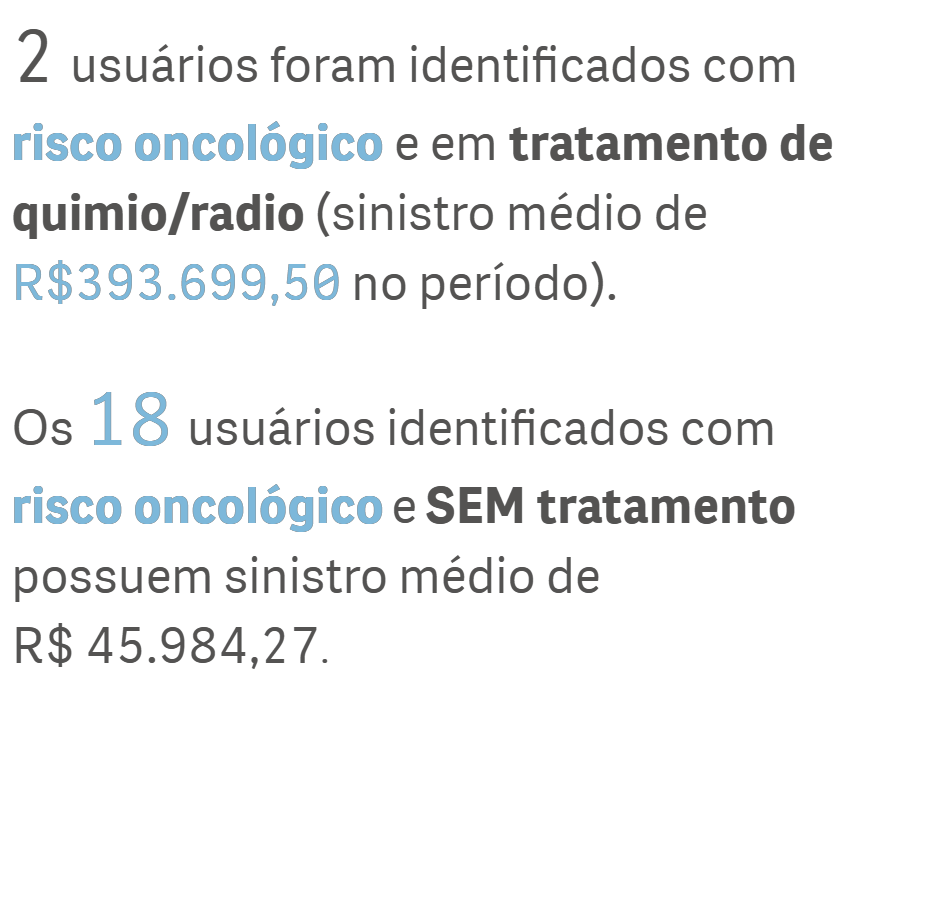 2 usuários foram identificados com
risco oncológico e em tratamento de
quimio/radio (sinistro médio de
R$393.699,50 no período).
Os 18 usuários identificados com
risco oncológico e SEM tratamento
possuem sinistro médio de
R$ 45.984,27.